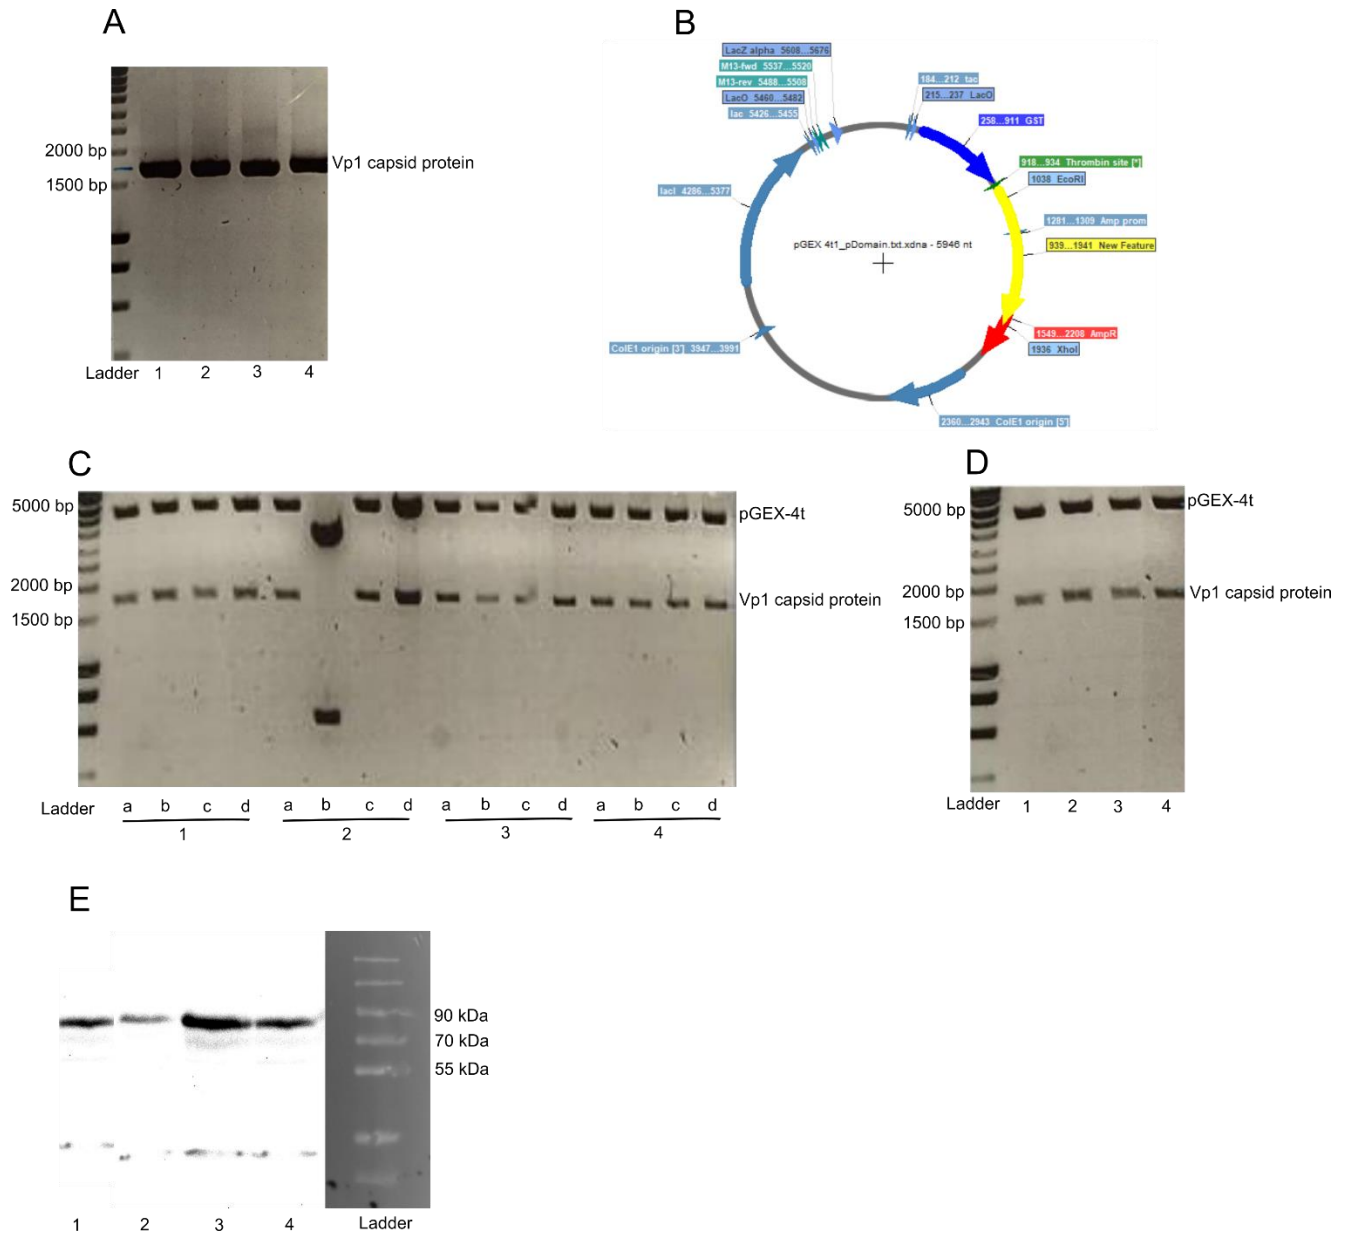 A
2000 bp
1500 bp
Vp1 capsid protein
Ladder 1 2 3 4
B
LacZ alpha 5608...5676
M13-fwd 5537...5520
M13-rev 5488...5508
LacO 5460...5482
lac 5426...5455
lacI 4286...5377
ColE1 origin [3'] 3947...3991
184...212 tac
215...237 LacO
258...911 GST
918...934 Thrombin site [*]
1038 EcoRI
1281...1309 Amp prom
939...1941 New Feature
1549...2208 AmpR
1936 XhoI
2360...2943 ColE1 origin [5']
pGEX 4t1_pDomain.txt.xdna - 5946 nt
C
5000 bp
2000 bp
1500 bp
pGEX-4t
Vp1 capsid protein
Ladder a b c d a b c d a b c d a b c d
1 2 3 4
D
5000 bp
2000 bp
1500 bp
pGEX-4t
Vp1 capsid protein
Ladder 1 2 3 4
E
90 kDa
70 kDa
55 kDa
1 2 3 4 Ladder